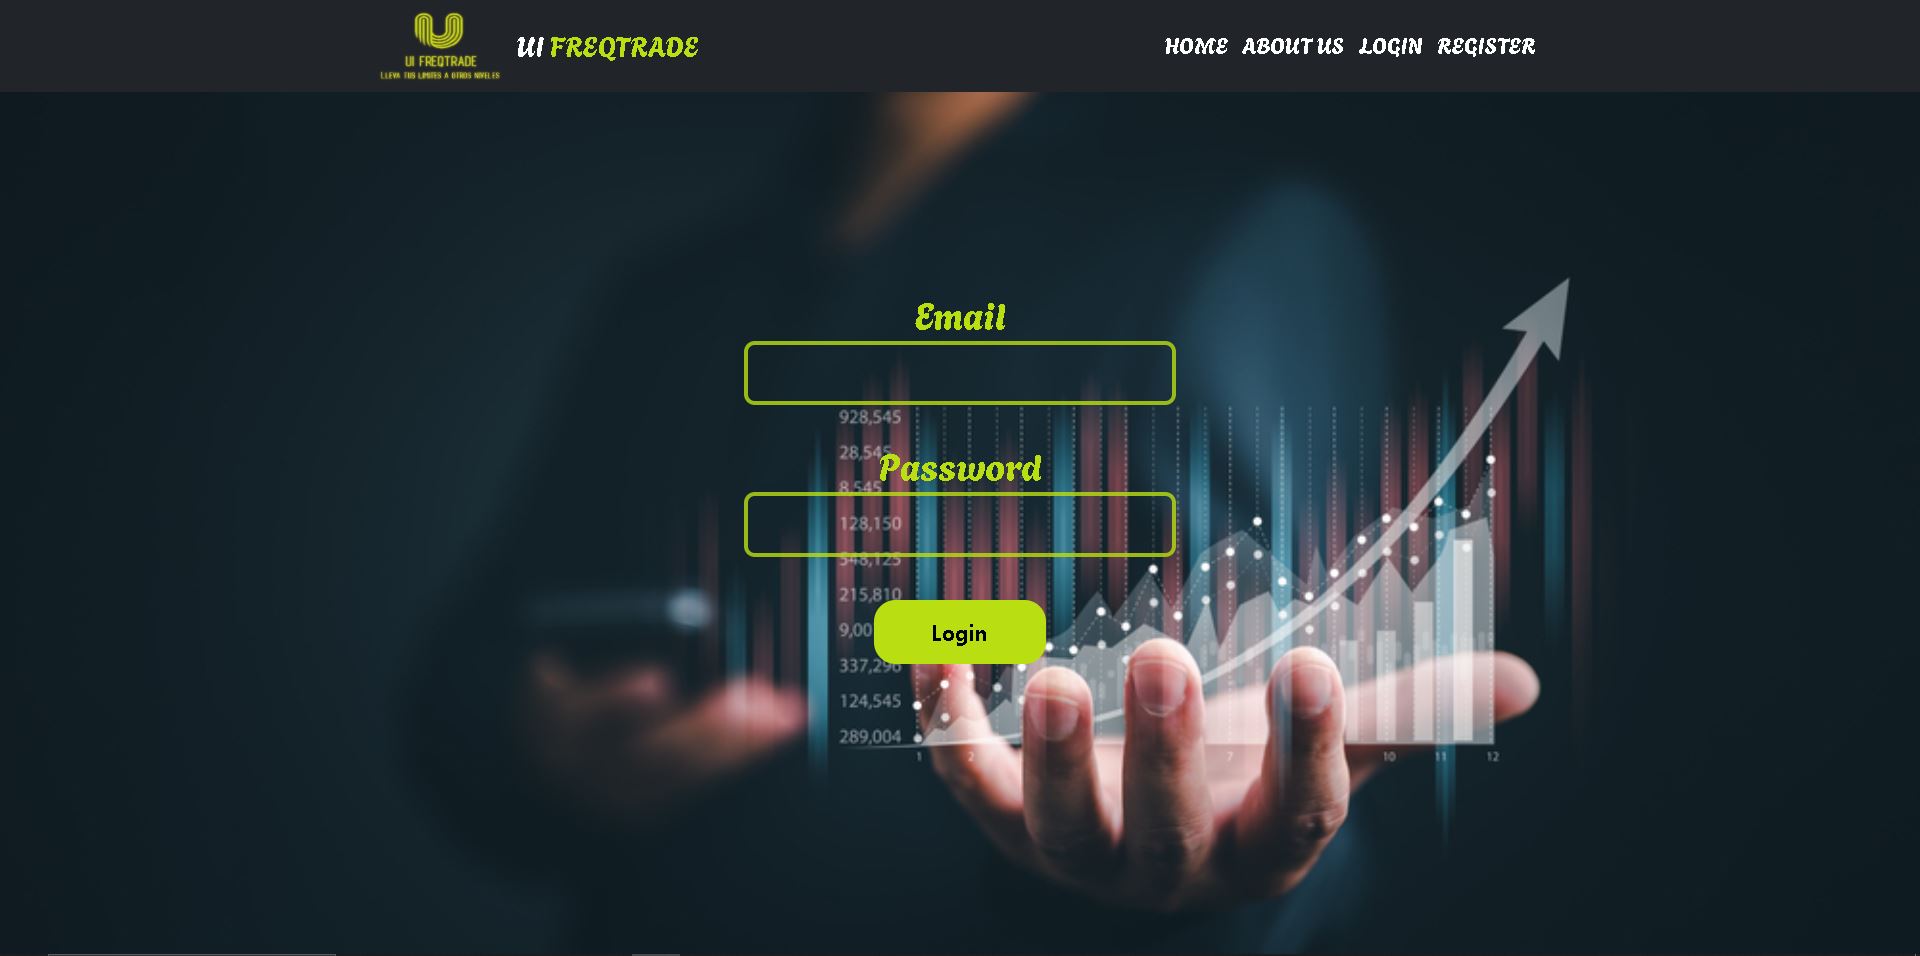 UI FREQTRADE
LLEVA TUS LIMITES A OTROS NIVELES
UI FREQTRADE
HOME ABOUT US LOGIN REGISTER
Email
928,545
28,545
Password
8,545
128,150
548,125
215,810
9,00
Login
337,296
124,545
289,004
1 2 7 10 11 12